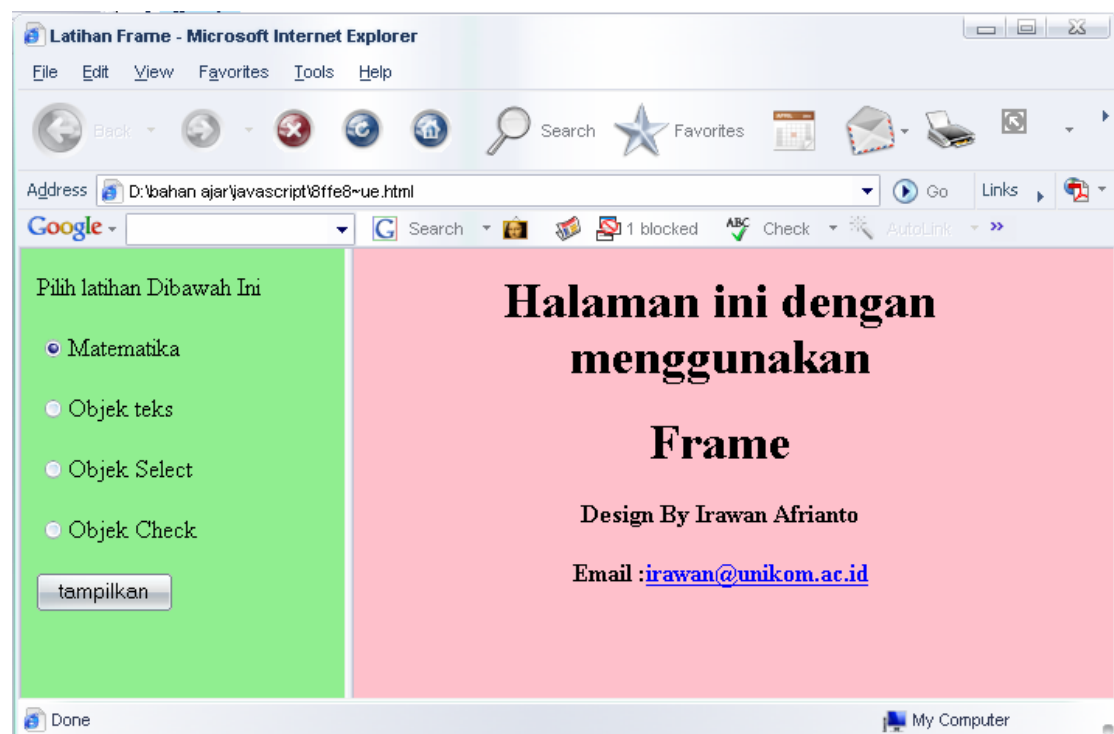 Latihan Frame - Microsoft Internet Explorer
File Edit View Favorites Tools Help
Back Search Favorites
Address D:\bahan ajar\javascript\8ffe8~ue.html Go Links
Google Search 1 blocked ABC Check AutoLink
Pilih latihan Dibawah Ini
Matematika
Objek teks
Objek Select
Objek Check
tampilkan
Halaman ini dengan
menggunakan
Frame
Design By Irawan Afrianto
Email :irawan@unikom.ac.id
Done My Computer